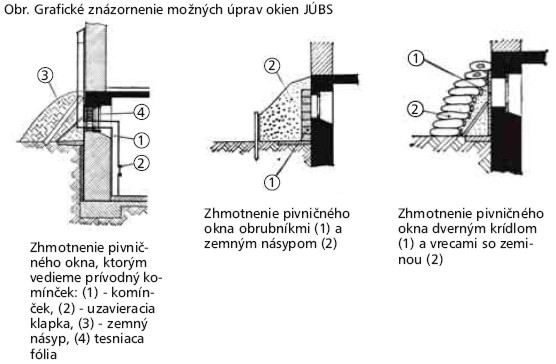 Obr. Grafické znázornenie možných úprav okien JÚBS
3
4
1
2
2
1
1
2
Zhmotnenie pivnič-
ného okna, ktorým
vedieme prívodný ko-
mínček: (1) - komín-
ček, (2) - uzavieracia
klapka, (3) - zemný
násyp, (4) tesniaca
fólia
Zhmotnenie pivničného
okna obrubníkmi (1) a
zemným násypom (2)
Zhmotnenie pivničného
okna dverným krídlom
(1) a vrecami so zemi-
nou (2)